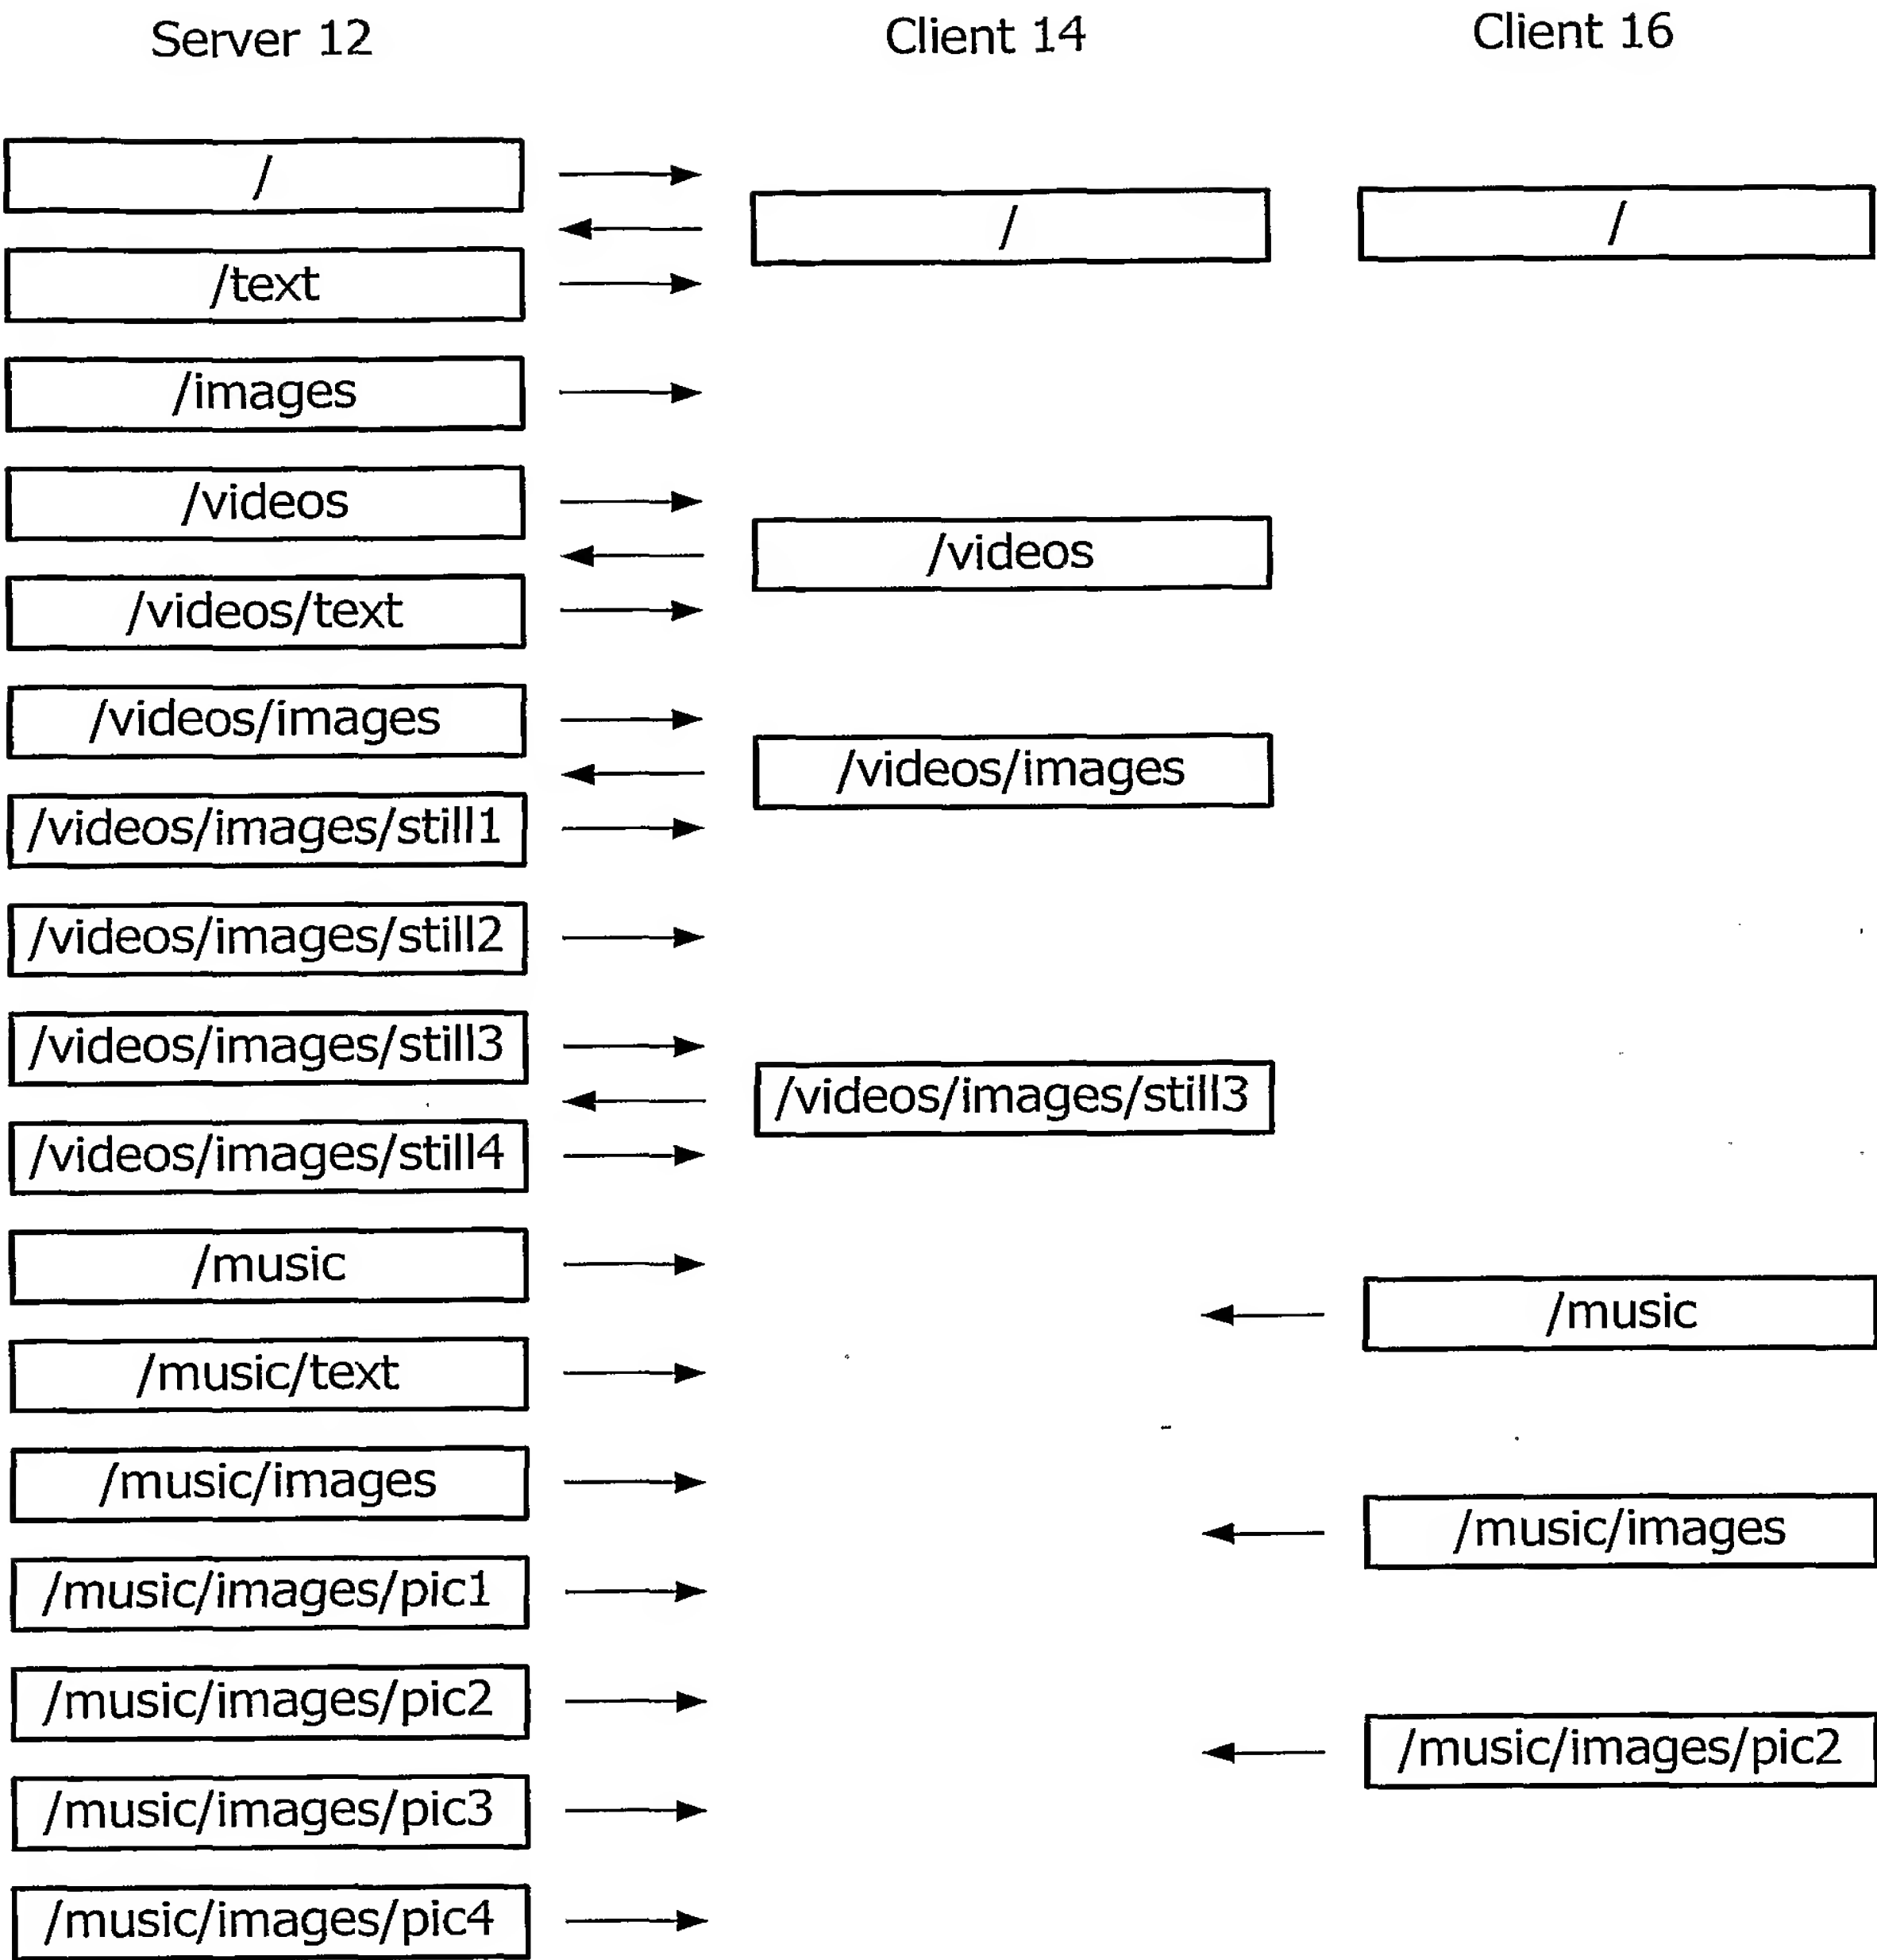 Server 12
Client 14
Client 16
/
/
/
/text
/images
/videos
/videos
/videos/text
/videos/images
/videos/images
/videos/images/still1
/videos/images/still2
/videos/images/still3
/videos/images/still3
/videos/images/still4
/music
/music
/music/text
/music/images
/music/images
/music/images/pic1
/music/images/pic2
/music/images/pic2
/music/images/pic3
/music/images/pic4